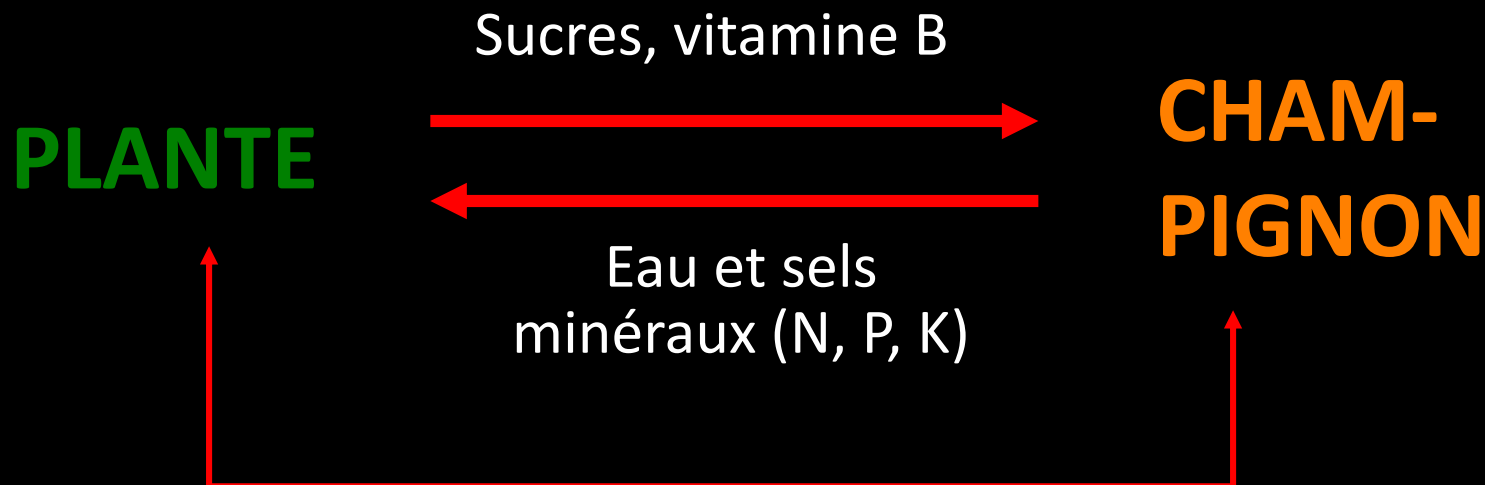 Sucres, vitamine B
PLANTE
CHAM-
PIGNON
Eau et sels
minéraux (N, P, K)